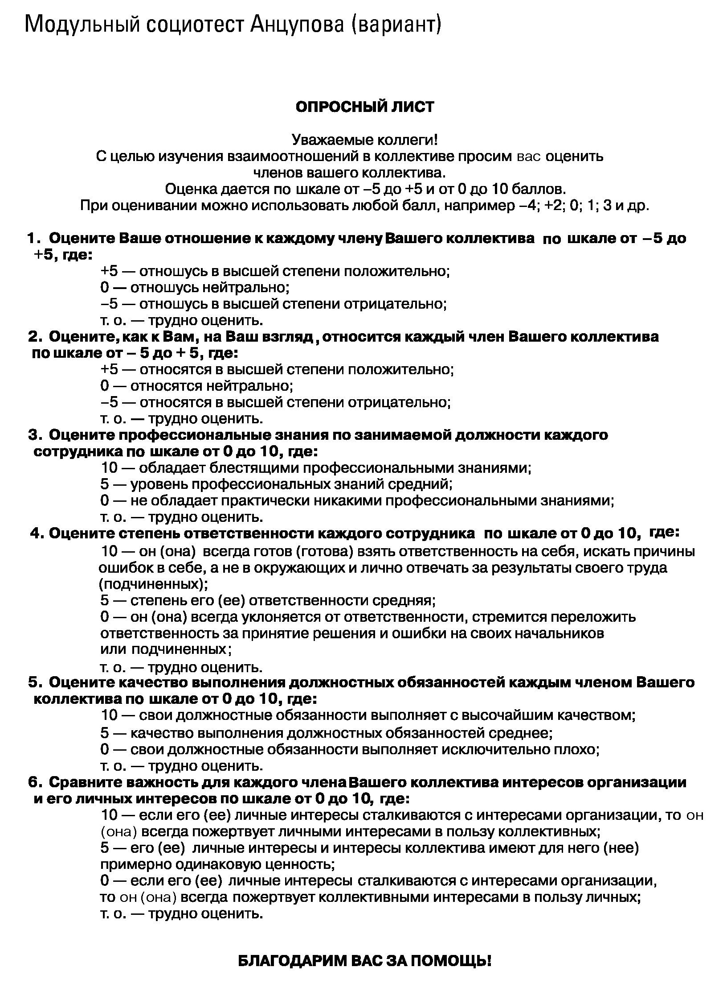 Модульный социотест Анцупова (вариант)
ОПРОСНЫЙ ЛИСТ
Уважаемые коллеги!
С целью изучения взаимоотношений в коллективе просим вас оценить
членов вашего коллектива.
Оценка дается по шкале от –5 до +5 и от 0 до 10 баллов.
При оценивании можно использовать любой балл, например –4; +2; 0; 1; 3 и др.
1. Оцените Ваше отношение к каждому члену Вашего коллектива по шкале от –5 до
+5, где:
+5 — отношусь в высшей степени положительно;
0 — отношусь нейтрально;
–5 — отношусь в высшей степени отрицательно;
т. о. — трудно оценить.
2. Оцените, как к Вам, на Ваш взгляд, относится каждый член Вашего коллектива
по шкале от – 5 до + 5, где:
+5 — относятся в высшей степени положительно;
0 — относятся нейтрально;
–5 — относятся в высшей степени отрицательно;
т. о. — трудно оценить.
3. Оцените профессиональные знания по занимаемой должности каждого
сотрудника по шкале от 0 до 10, где:
10 — обладает блестящими профессиональными знаниями;
5 — уровень профессиональных знаний средний;
0 — не обладает практически никакими профессиональными знаниями;
т. о. — трудно оценить.
4. Оцените степень ответственности каждого сотрудника по шкале от 0 до 10, где:
10 — он (она) всегда готов (готова) взять ответственность на себя, искать причины
ошибок в себе, а не в окружающих и лично отвечать за результаты своего труда
(подчиненных);
5 — степень его (ее) ответственности средняя;
0 — он (она) всегда уклоняется от ответственности, стремится переложить
ответственность за принятие решения и ошибки на своих начальников
или подчиненных;
т. о. — трудно оценить.
5. Оцените качество выполнения должностных обязанностей каждым членом Вашего
коллектива по шкале от 0 до 10, где:
10 — свои должностные обязанности выполняет с высочайшим качеством;
5 — качество выполнения должностных обязанностей среднее;
0 — свои должностные обязанности выполняет исключительно плохо;
т. о. — трудно оценить.
6. Сравните важность для каждого члена Вашего коллектива интересов организации
и его личных интересов по шкале от 0 до 10, где:
10 — если его (ее) личные интересы сталкиваются с интересами организации, то он
(она) всегда пожертвует личными интересами в пользу коллективных;
5 — его (ее) личные интересы и интересы коллектива имеют для него (нее)
примерно одинаковую ценность;
0 — если его (ее) личные интересы сталкиваются с интересами организации,
то он (она) всегда пожертвует коллективными интересами в пользу личных;
т. о. — трудно оценить.
БЛАГОДАРИМ ВАС ЗА ПОМОЩЬ!